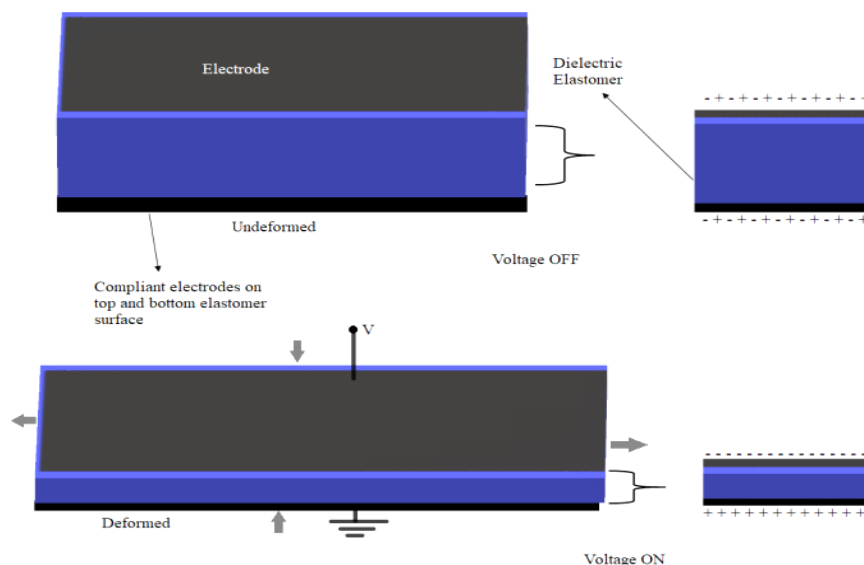 Electrode
Dielectric
Elastomer
- + - + - + - + - + - +
- + - + - + - + - + - +
Undeformed
Voltage OFF
Compliant electrodes on
top and bottom elastomer
surface
V
- - - - - - - - - - - - - -
Deformed
+ + + + + + + + + + + + +
Voltage ON